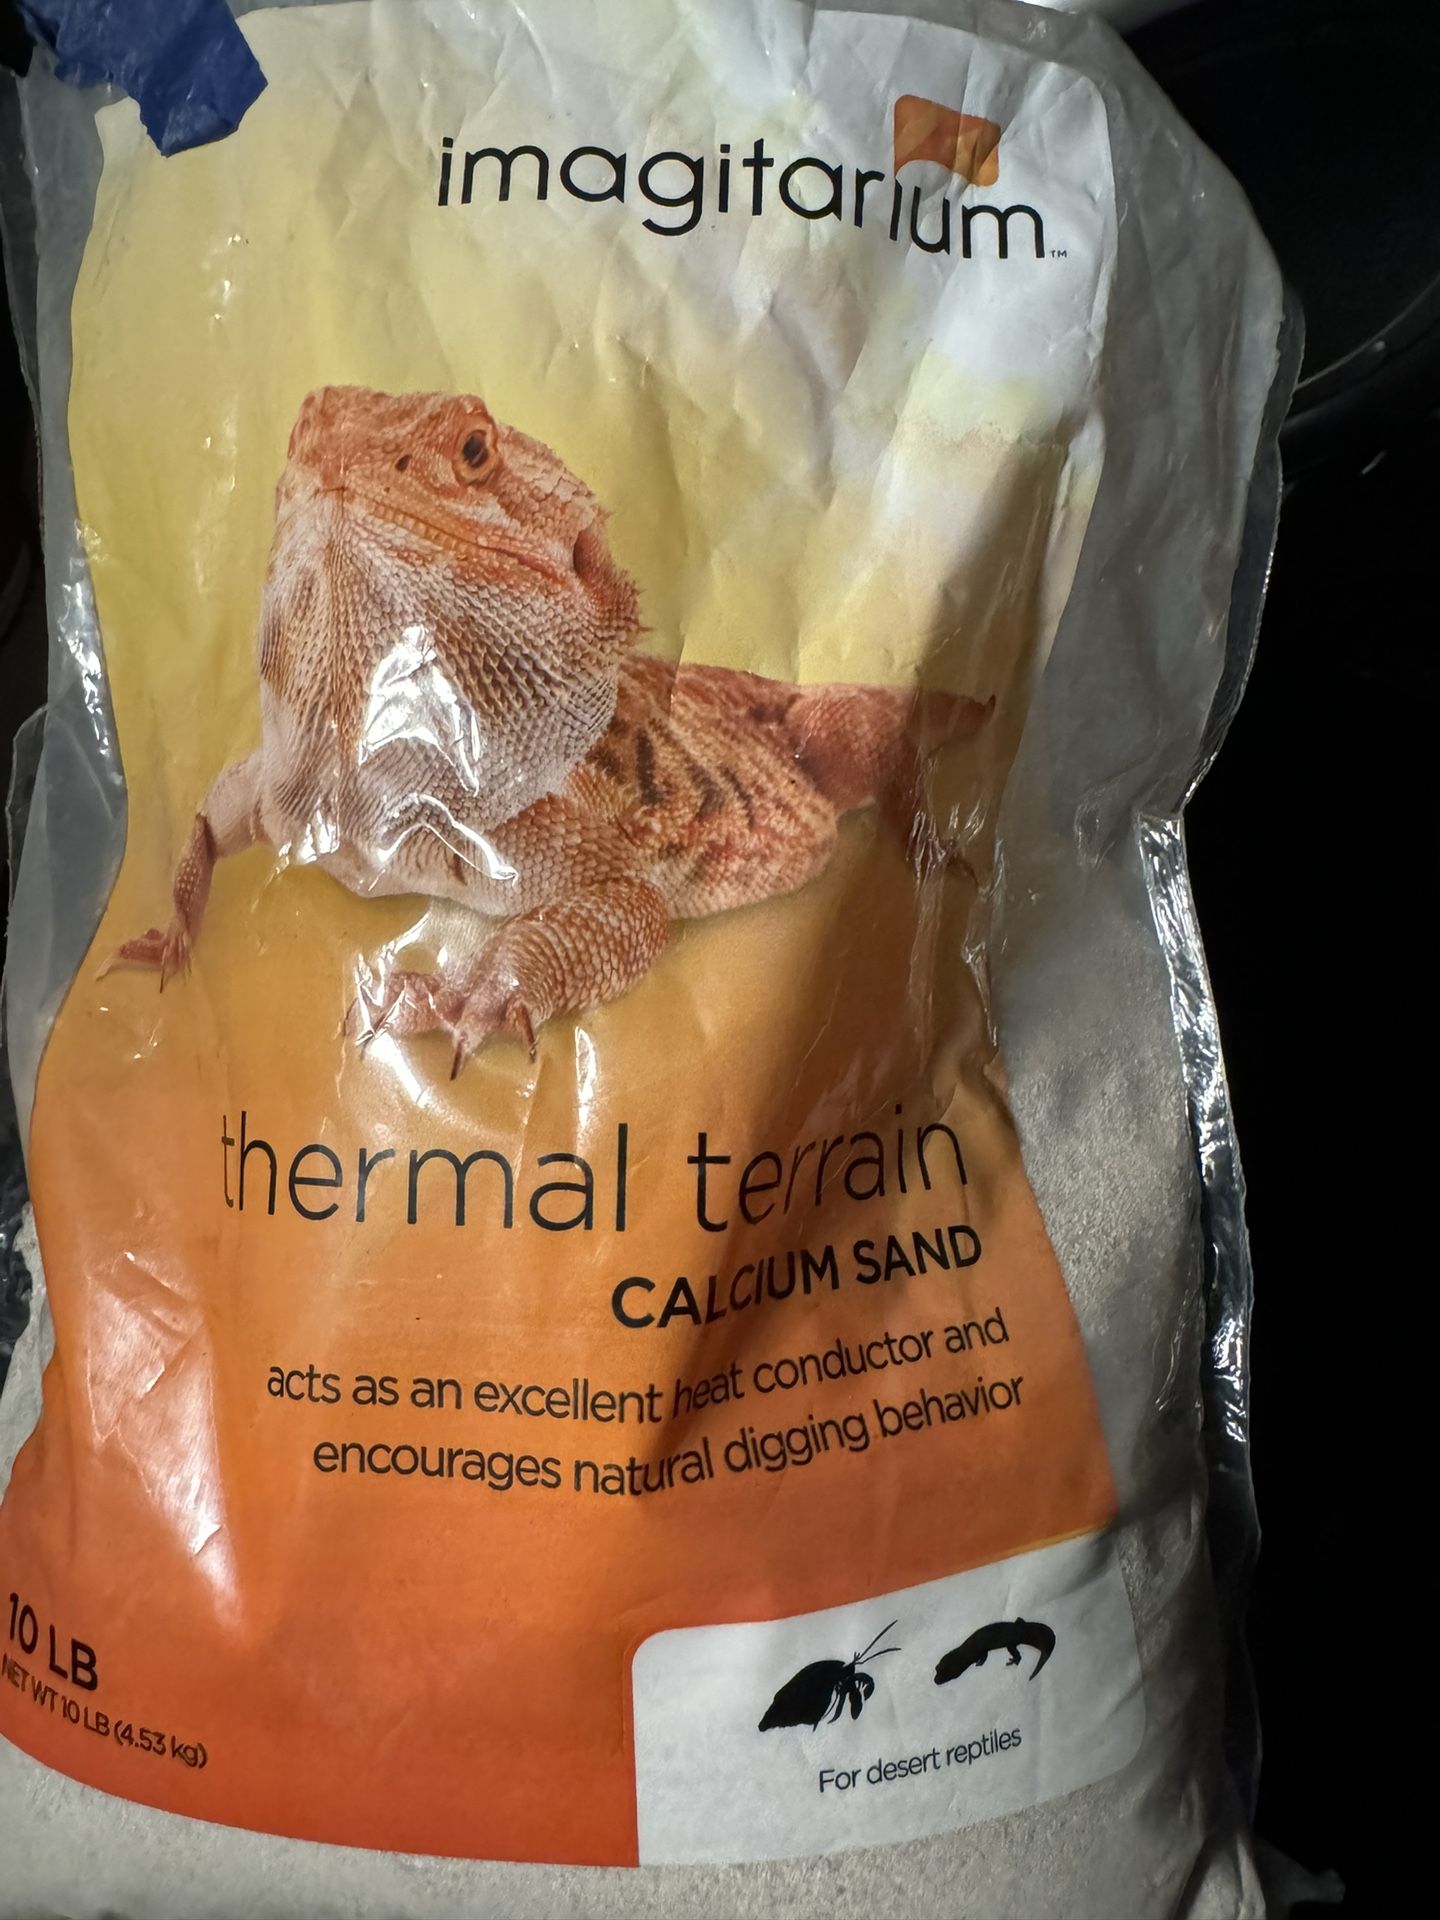 imagitarium™
thermal terrain
CALCIUM SAND
acts as an excellent heat conductor and
encourages natural digging behavior
10 LB
NET WT 10 LB (4.53 kg)
For desert reptiles